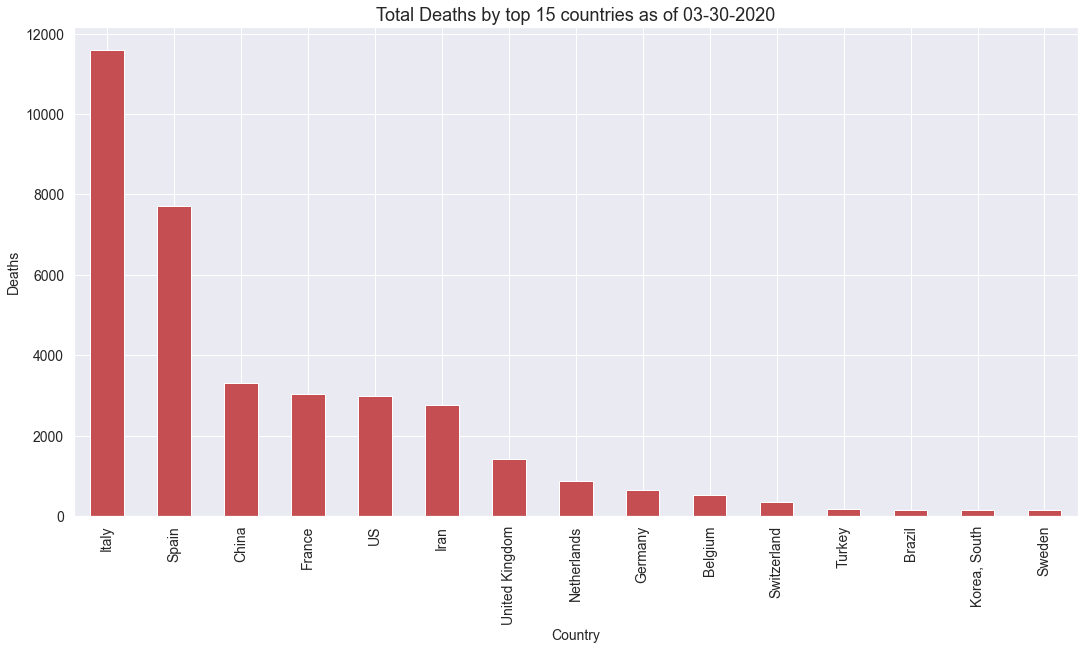 Total Deaths by top 15 countries as of 03-30-2020
12000
10000
8000
6000
4000
2000
0
Deaths
Italy
Spain
China
France
US
Iran
United Kingdom
Netherlands
Germany
Belgium
Switzerland
Turkey
Brazil
Korea, South
Sweden
Country